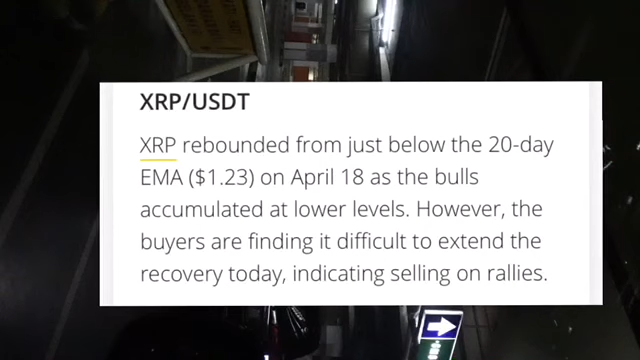 XRP/USDT
XRP rebounded from just below the 20-day
EMA ($1.23) on April 18 as the bulls
accumulated at lower levels. However, the
buyers are finding it difficult to extend the
recovery today, indicating selling on rallies.